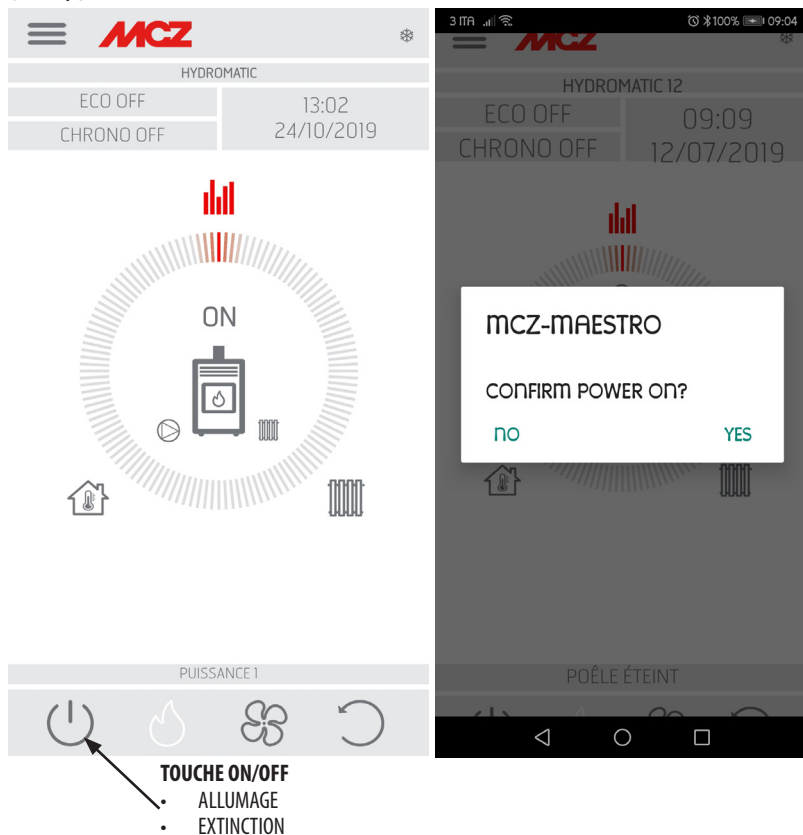 MCZ
HYDROMATIC
ECO OFF
CHRONO OFF
13:02
24/10/2019
ON
PUISSANCE 1
TOUCHE ON/OFF
• ALLUMAGE
• EXTINCTION
3 ITA
100%
09:04
MCZ
HYDROMATIC 12
ECO OFF
CHRONO OFF
09:09
12/07/2019
MCZ-MAESTRO
CONFIRM POWER ON?
NO
YES
POÊLE ÉTEINT